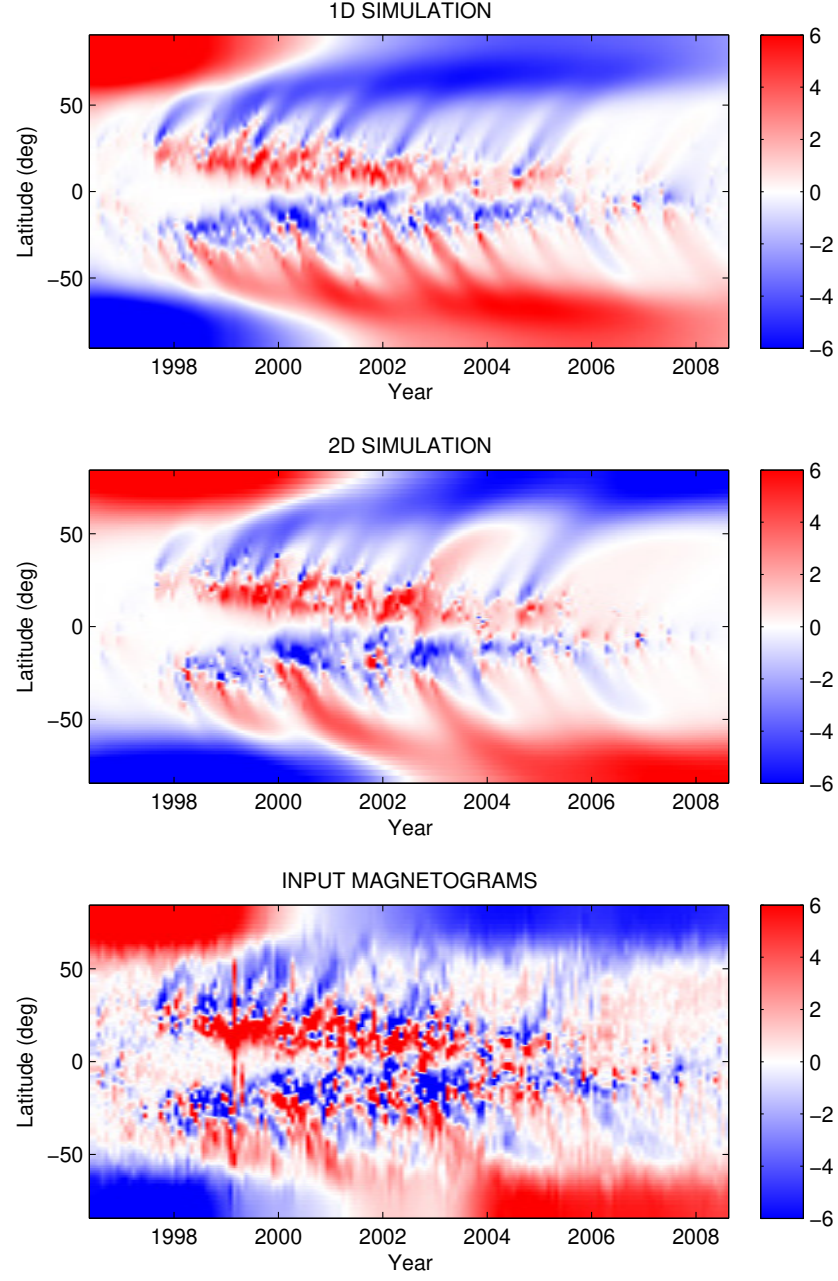 1D SIMULATION
Latitude (deg)
50
0
−50
1998 2000 2002 2004 2006 2008
Year
6
4
2
0
−2
−4
−6
2D SIMULATION
Latitude (deg)
50
0
−50
1998 2000 2002 2004 2006 2008
Year
6
4
2
0
−2
−4
−6
INPUT MAGNETOGRAMS
Latitude (deg)
50
0
−50
1998 2000 2002 2004 2006 2008
Year
6
4
2
0
−2
−4
−6